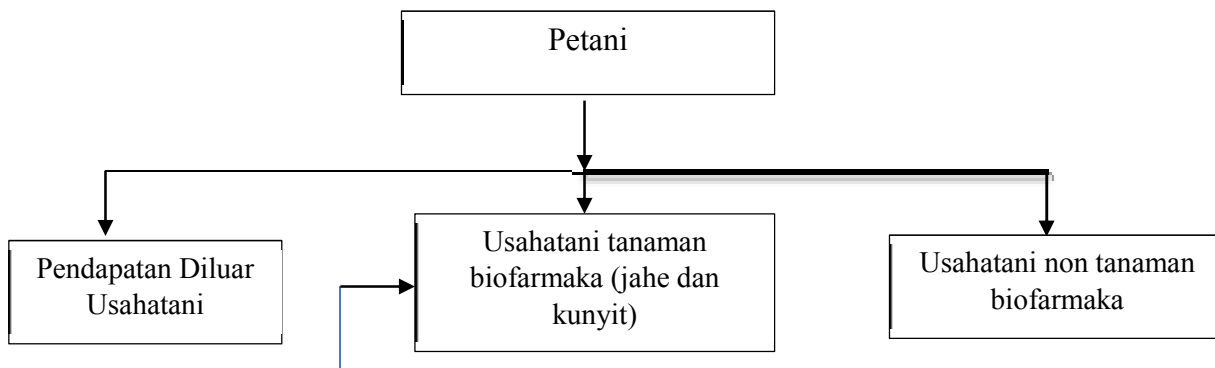 Petani
Pendapatan Diluar
Usahatani
Usahatani tanaman
biofarmaka (jahe dan
kunyit)
Usahatani non tanaman
biofarmaka